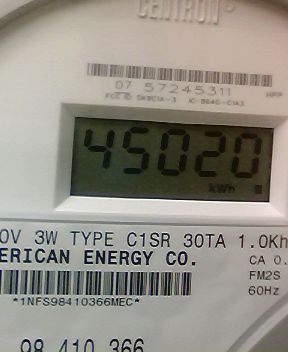 CENTRON®
07 57245311
45020
kWh
0V 3W TYPE C1SR 30TA 1.0Kh
ERICAN ENERGY CO.
CA 0.
FM2S
60Hz
*1NFS98410366MEC*
98 410 366